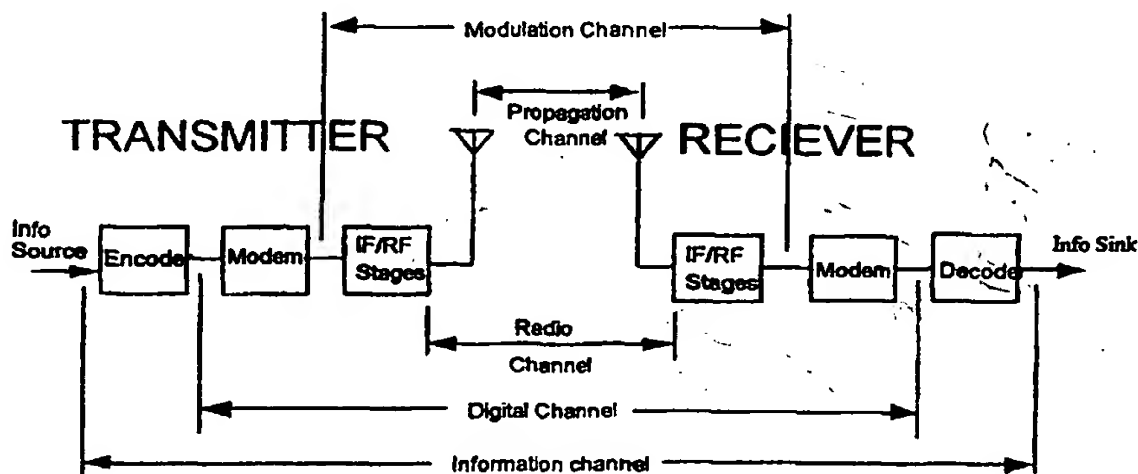 Modulation Channel
Propagation
Channel
TRANSMITTER
RECIEVER
Info
Source
Encode
Modem
IF/RF
Stages
IF/RF
Stages
Modem
Decode
Info Sink
Radio
Channel
Digital Channel
Information channel